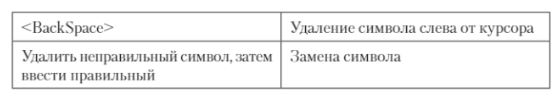 <BackSpace>
Удаление символа слева от курсора
Удалить неправильный символ, затем
ввести правильный
Замена символа